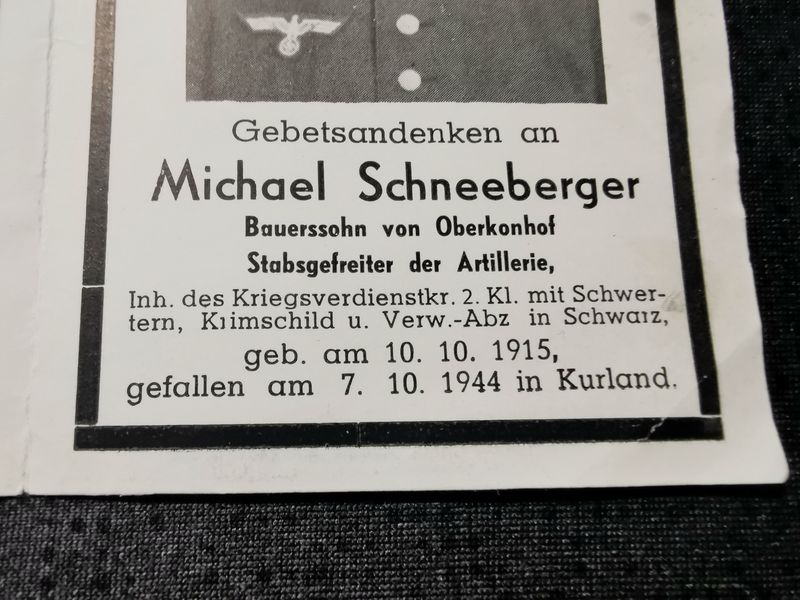 Gebetsandenken an
Michael Schneeberger
Bauerssohn von Oberkonhof
Stabsgefreiter der Artillerie,
Inh. des Kriegsverdienstkr. 2. Kl. mit Schwer-
tern, Krimschild u. Verw.-Abz in Schwarz,
geb. am 10. 10. 1915,
gefallen am 7. 10. 1944 in Kurland.